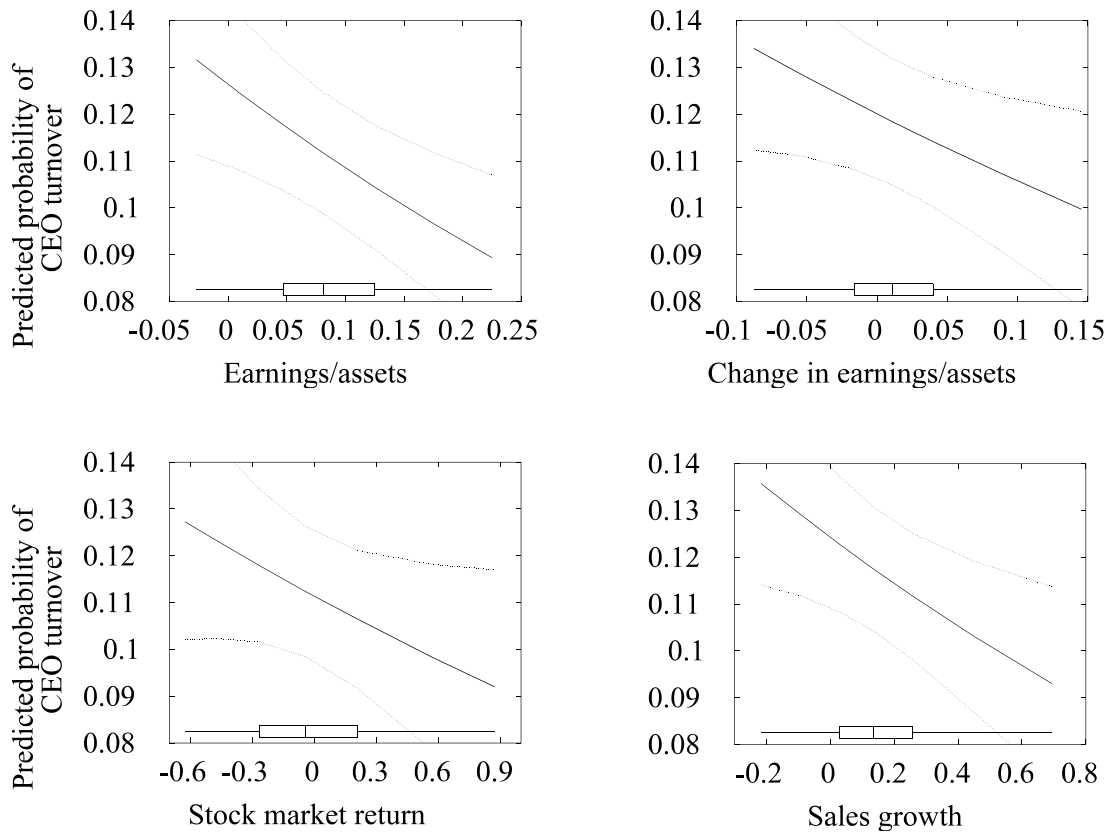 Predicted probability of
CEO turnover
0.14
0.13
0.12
0.11
0.1
0.09
0.08
-0.05 0 0.05 0.1 0.15 0.2 0.25
Earnings/assets
0.14
0.13
0.12
0.11
0.1
0.09
0.08
-0.1 -0.05 0 0.05 0.1 0.15
Change in earnings/assets
Predicted probability of
CEO turnover
0.14
0.13
0.12
0.11
0.1
0.09
0.08
-0.6 -0.3 0 0.3 0.6 0.9
Stock market return
0.14
0.13
0.12
0.11
0.1
0.09
0.08
-0.2 0 0.2 0.4 0.6 0.8
Sales growth